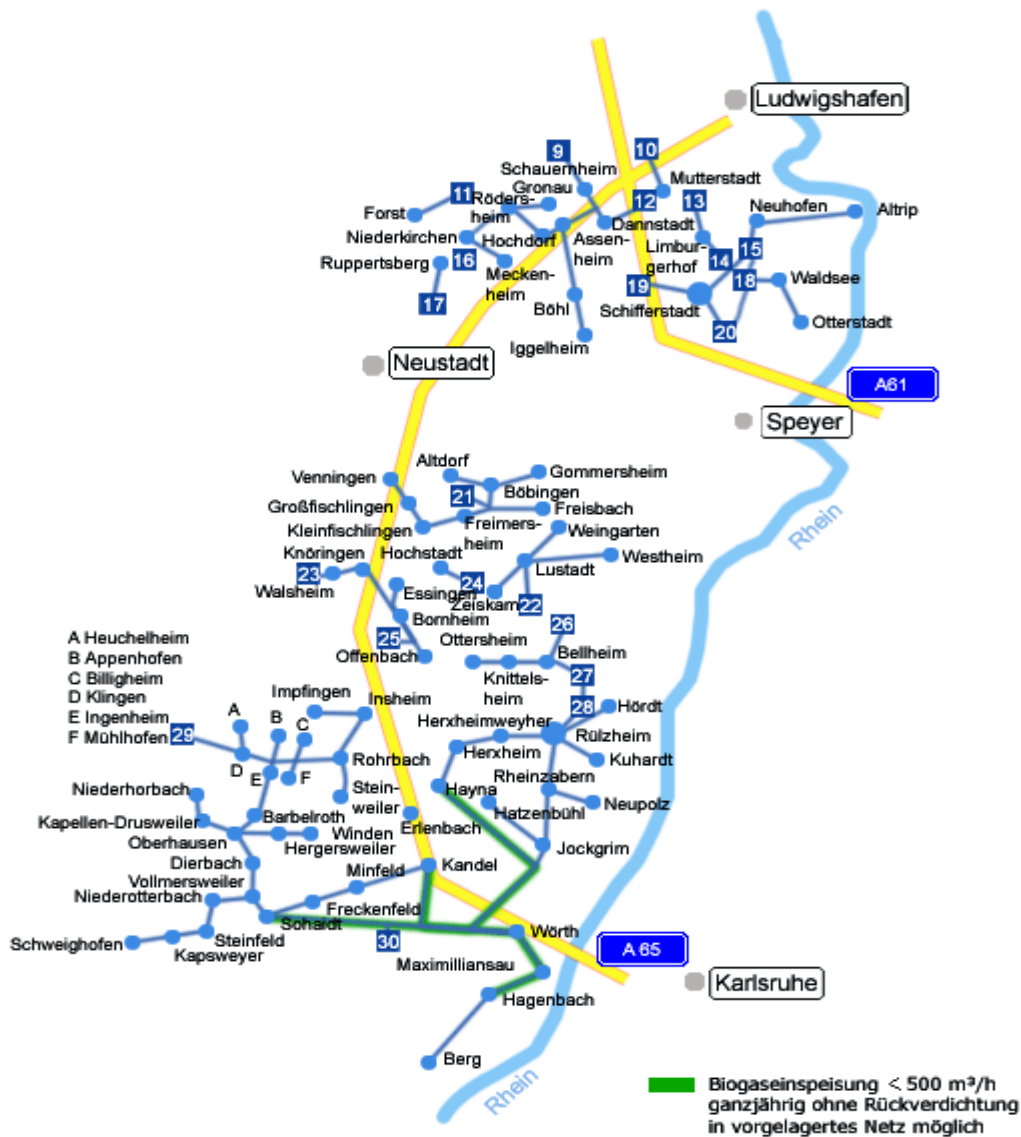 Ludwigshafen
9
10
Schauernheim
Mutterstadt
Gronau
11
Röders-
heim
12
13
Neuhofen
Altrip
Forst
Dannstadt
Niederkirchen
Hochdorf
Assen-
heim
Limbur-
gerhof
15
Ruppertsberg
16
Mecken-
heim
14
18
Waldsee
17
19
Böhl
Schifferstadt
20
Otterstadt
Iggelheim
Neustadt
A61
Speyer
Rhein
Altdorf
Gommersheim
Venningen
21
Böbingen
Großfischlingen
Freisbach
Kleinfischlingen
Freimers-
heim
Weingarten
Hochstadt
Westheim
Knöringen
23
24
Lustadt
Walsheim
Essingen
Zeiskam
22
Bornheim
26
25
Ottersheim
Offenbach
Bellheim
Knittels-
heim
27
A Heuchelheim
B Appenhofen
C Billigheim
D Klingen
E Ingenheim
F Mühlhofen
29
A
B
C
D
E
F
Impfingen
Insheim
28
Hördt
Herxheimweyher
Rülzheim
Herxheim
Kuhardt
Rohrbach
Rheinzabern
Hayna
Niederhorbach
Stein-
weiler
Hatzenbühl
Neupolz
Kapellen-Drusweiler
Barbelroth
Erlenbach
Oberhausen
Winden
Hergersweiler
Jockgrim
Dierbach
Minfeld
Kandel
Vollmersweiler
Niederotterbach
Freckenfeld
Sohaidt
Wörth
Schweighofen
Steinfeld
30
A 65
Kapsweyer
Maximilliansau
Karlsruhe
Hagenbach
Berg
Rhein
Biogaseinspeisung < 500 m³/h
ganzjährig ohne Rückverdichtung
in vorgelagertes Netz möglich